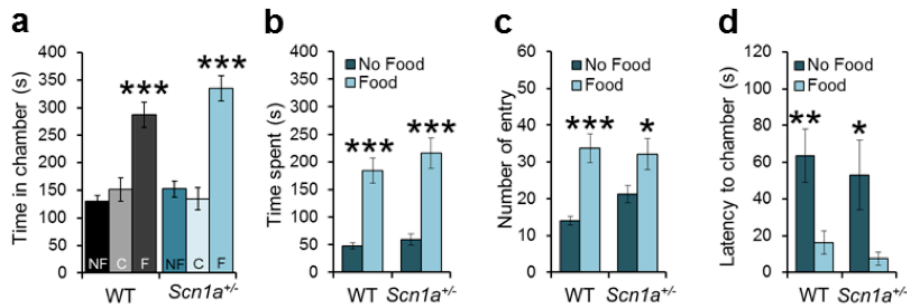 a
Time in chamber (s)
400
350
300
250
200
150
100
50
0
***
***
NF
C
F
NF
C
F
WT
Scn1a+/-
b
Time spent (s)
400
350
300
250
200
150
100
50
0
No Food
Food
***
***
WT
Scn1a+/-
c
Number of entry
60
50
40
30
20
10
0
No Food
Food
***
*
WT
Scn1a+/-
d
Latency to chamber (s)
120
100
80
60
40
20
0
No Food
Food
**
*
WT
Scn1a+/-